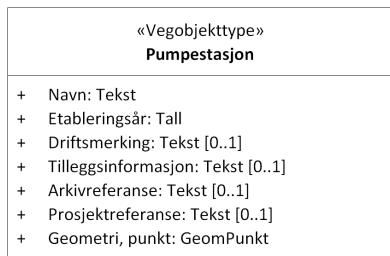 «Vegobjekttype»
Pumpestasjon
+ Navn: Tekst
+ Etableringsår: Tall
+ Driftsmerking: Tekst [0..1]
+ Tilleggsinformasjon: Tekst [0..1]
+ Arkivreferanse: Tekst [0..1]
+ Prosjektreferanse: Tekst [0..1]
+ Geometri, punkt: GeomPunkt